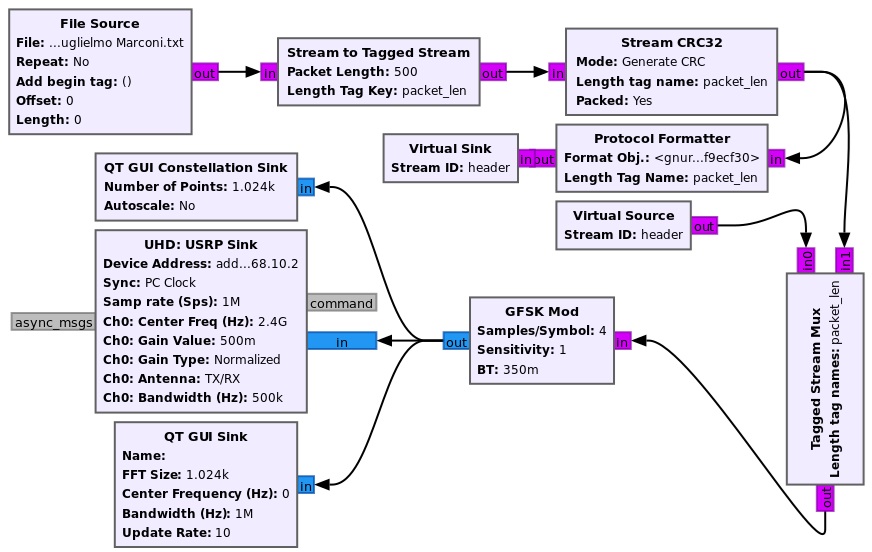 File Source
File: ...uglielmo Marconi.txt
Repeat: No
Add begin tag: ()
Offset: 0
Length: 0
out
in
Stream to Tagged Stream
Packet Length: 500
Length Tag Key: packet_len
out
in
Stream CRC32
Mode: Generate CRC
Length tag name: packet_len
Packed: Yes
out
Virtual Sink
Stream ID: header
in
out
Protocol Formatter
Format Obj.: <gnur...f9ecf30>
Length Tag Name: packet_len
in
QT GUI Constellation Sink
Number of Points: 1.024k
Autoscale: No
in
Virtual Source
Stream ID: header
out
in0
in1
Tagged Stream Mux
Length tag names: packet_len
out
async_msgs
UHD: USRP Sink
Device Address: add...68.10.2
Sync: PC Clock
Samp rate (Sps): 1M
Ch0: Center Freq (Hz): 2.4G
Ch0: Gain Value: 500m
Ch0: Gain Type: Normalized
Ch0: Antenna: TX/RX
Ch0: Bandwidth (Hz): 500k
command
in
out
GFSK Mod
Samples/Symbol: 4
Sensitivity: 1
BT: 350m
in
QT GUI Sink
Name:
FFT Size: 1.024k
Center Frequency (Hz): 0
Bandwidth (Hz): 1M
Update Rate: 10
in